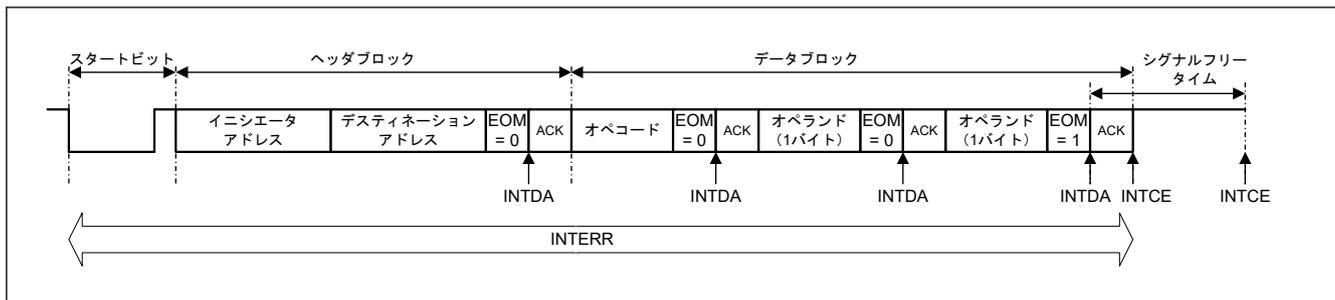 スタートビット
ヘッダブロック
データブロック
シグナルフリー
タイム
イニシエータ
アドレス
デスティネーション
アドレス
EOM
= 0
ACK
オペコード
EOM
= 0
ACK
オペランド
(1バイト)
EOM
= 0
ACK
オペランド
(1バイト)
EOM
= 1
ACK
INTDA
INTDA
INTDA
INTDA
INTCE
INTCE
INTERR